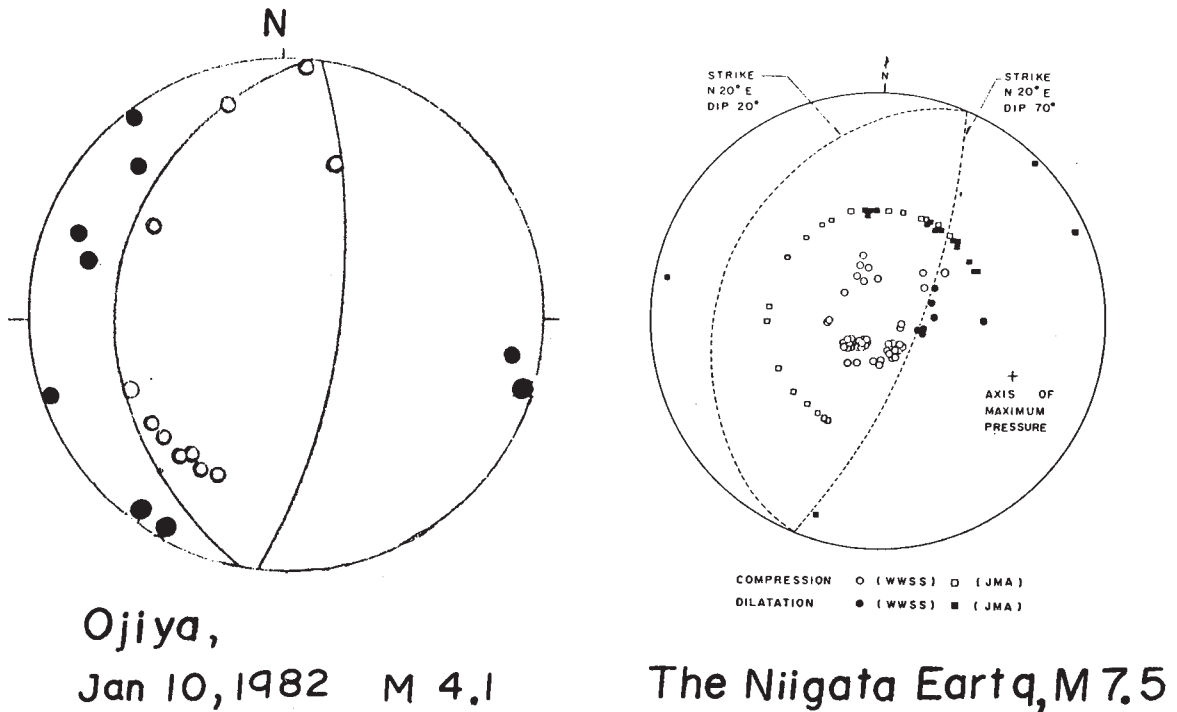 N
Ojiya,
Jan 10, 1982 M 4.1
N
STRIKE
N 20° E
DIP 20°
STRIKE
N 20° E
DIP 70°
AXIS OF
MAXIMUM
PRESSURE
COMPRESSION (WWSS) (JMA)
DILATATION (WWSS) (JMA)
The Niigata Eartq, M 7.5